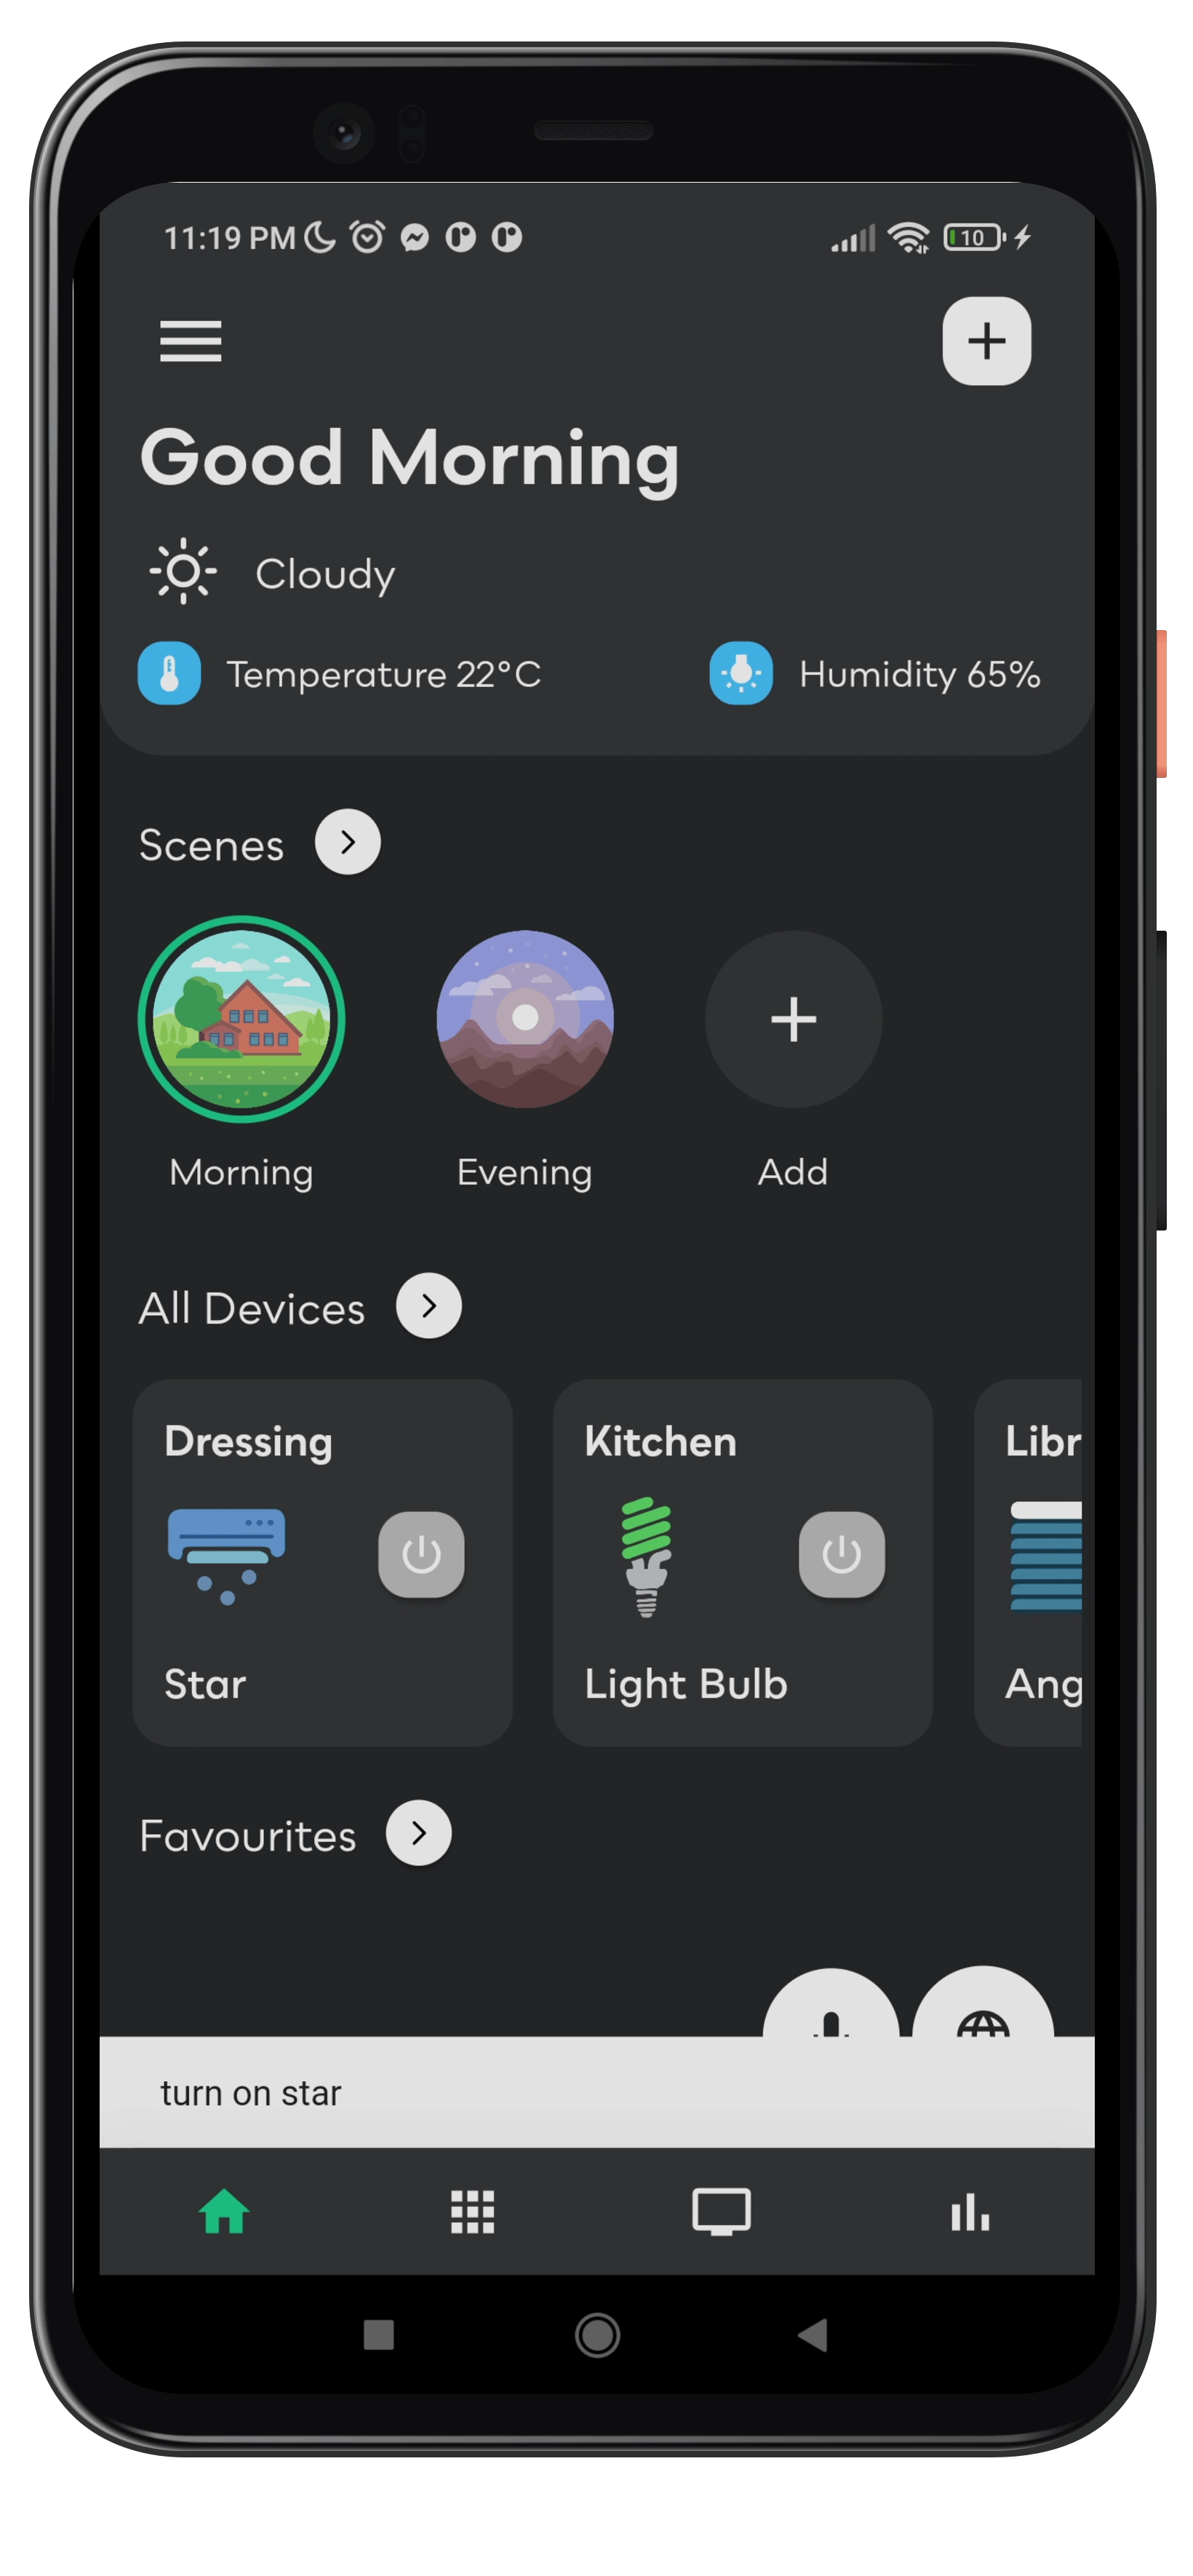 11:19 PM 10
Good Morning
Cloudy
Temperature 22°C Humidity 65%
Scenes
Morning Evening Add
All Devices
Dressing Kitchen Libr
Star Light Bulb Ang
Favourites
turn on star